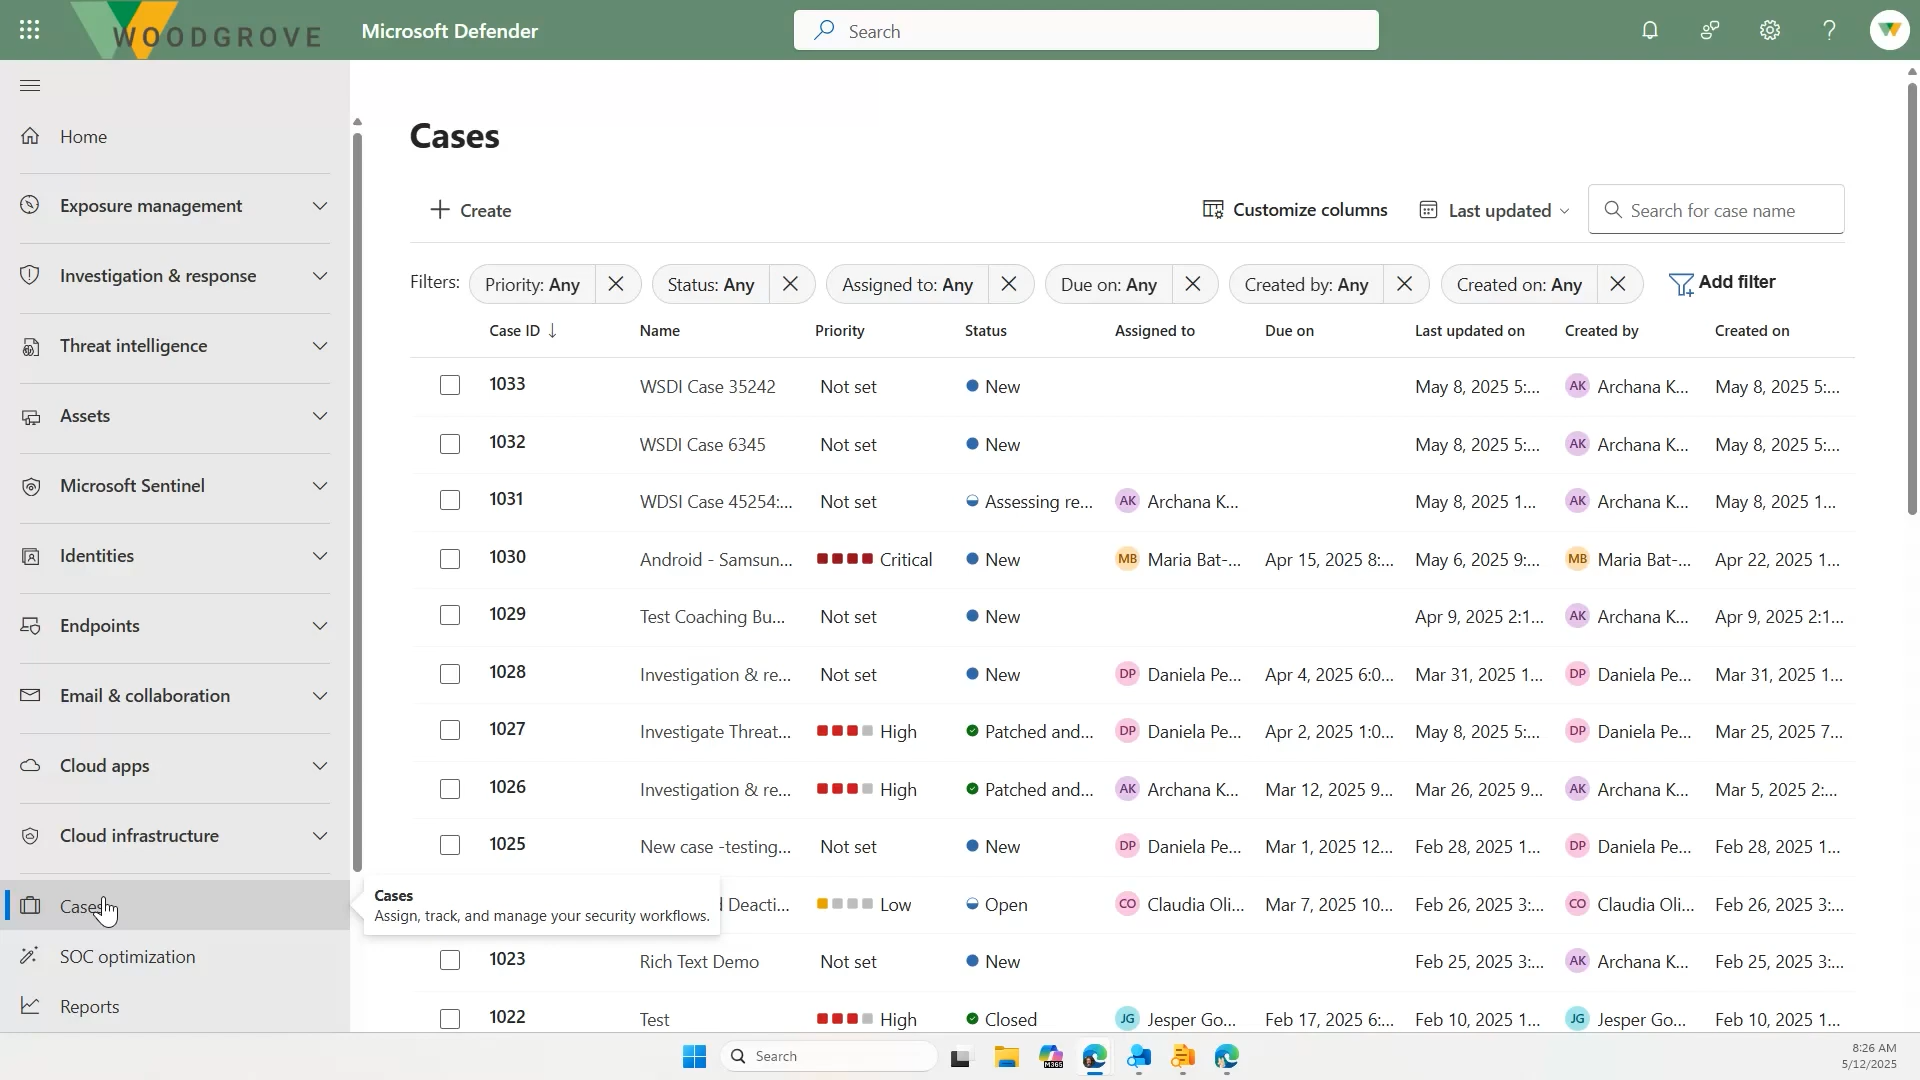 WOODGROVE
Microsoft Defender
Search
Home
Exposure management
Investigation & response
Threat intelligence
Assets
Microsoft Sentinel
Identities
Endpoints
Email & collaboration
Cloud apps
Cloud infrastructure
Cases
SOC optimization
Reports
Cases
Create
Customize columns
Last updated
Search for case name
Filters: Priority: Any Status: Any Assigned to: Any Due on: Any Created by: Any Created on: Any Add filter
Case ID ↓ Name Priority Status Assigned to Due on Last updated on Created by Created on
1033 WSDI Case 35242 Not set New May 8, 2025 5:... AK Archana K... May 8, 2025 5:...
1032 WSDI Case 6345 Not set New May 8, 2025 5:... AK Archana K... May 8, 2025 5:...
1031 WDSI Case 45254:... Not set Assessing re... AK Archana K... May 8, 2025 1... AK Archana K... May 8, 2025 1...
1030 Android - Samsun... Critical New MB Maria Bat-... Apr 15, 2025 8:... May 6, 2025 9:... MB Maria Bat-... Apr 22, 2025 1...
1029 Test Coaching Bu... Not set New Apr 9, 2025 2:1... AK Archana K... Apr 9, 2025 2:1...
1028 Investigation & re... Not set New DP Daniela Pe... Apr 4, 2025 6:0... Mar 31, 2025 1... DP Daniela Pe... Mar 31, 2025 1...
1027 Investigate Threat... High Patched and... DP Daniela Pe... Apr 2, 2025 1:0... May 8, 2025 5:... DP Daniela Pe... Mar 25, 2025 7...
1026 Investigation & re... High Patched and... AK Archana K... Mar 12, 2025 9... Mar 26, 2025 9... AK Archana K... Mar 5, 2025 2:...
1025 New case -testing... Not set New DP Daniela Pe... Mar 1, 2025 12... Feb 28, 2025 1... DP Daniela Pe... Feb 28, 2025 1...
Deacti... Low Open CO Claudia Oli... Mar 7, 2025 10... Feb 26, 2025 3:... CO Claudia Oli... Feb 26, 2025 3:...
1023 Rich Text Demo Not set New Feb 25, 2025 3:... AK Archana K... Feb 25, 2025 3:...
1022 Test High Closed JG Jesper Go... Feb 17, 2025 6:... Feb 10, 2025 1... JG Jesper Go... Feb 10, 2025 1...
Cases
Assign, track, and manage your security workflows.
Search
M365
8:26 AM
5/12/2025